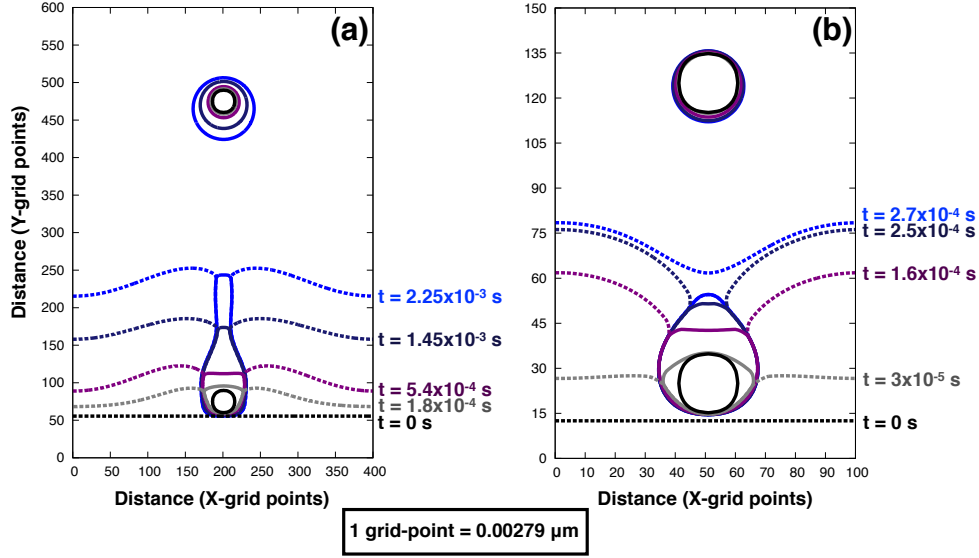 (a)
600
550
500
450
400
350
300
250
200
150
100
50
0
0 50 100 150 200 250 300 350 400
Distance (Y-grid points)
Distance (X-grid points)
t = 2.25x10⁻³ s
t = 1.45x10⁻³ s
t = 5.4x10⁻⁴ s
t = 1.8x10⁻⁴ s
t = 0 s
(b)
150
135
120
105
90
75
60
45
30
15
0
0 10 20 30 40 50 60 70 80 90 100
Distance (X-grid points)
t = 2.7x10⁻⁴ s
t = 2.5x10⁻⁴ s
t = 1.6x10⁻⁴ s
t = 3x10⁻⁵ s
t = 0 s
1 grid-point = 0.00279 µm